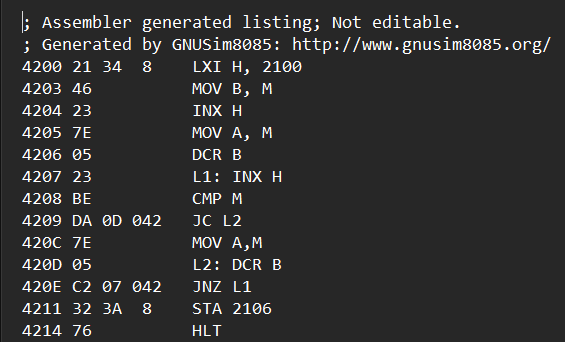 ; Assembler generated listing; Not editable.
; Generated by GNUSim8085: http://www.gnusim8085.org/
4200 21 34  8    LXI H, 2100
4203 46          MOV B, M
4204 23          INX H
4205 7E          MOV A, M
4206 05          DCR B
4207 23          L1: INX H
4208 BE          CMP M
4209 DA 0D 042   JC L2
420C 7E          MOV A,M
420D 05          L2: DCR B
420E C2 07 042   JNZ L1
4211 32 3A  8    STA 2106
4214 76          HLT